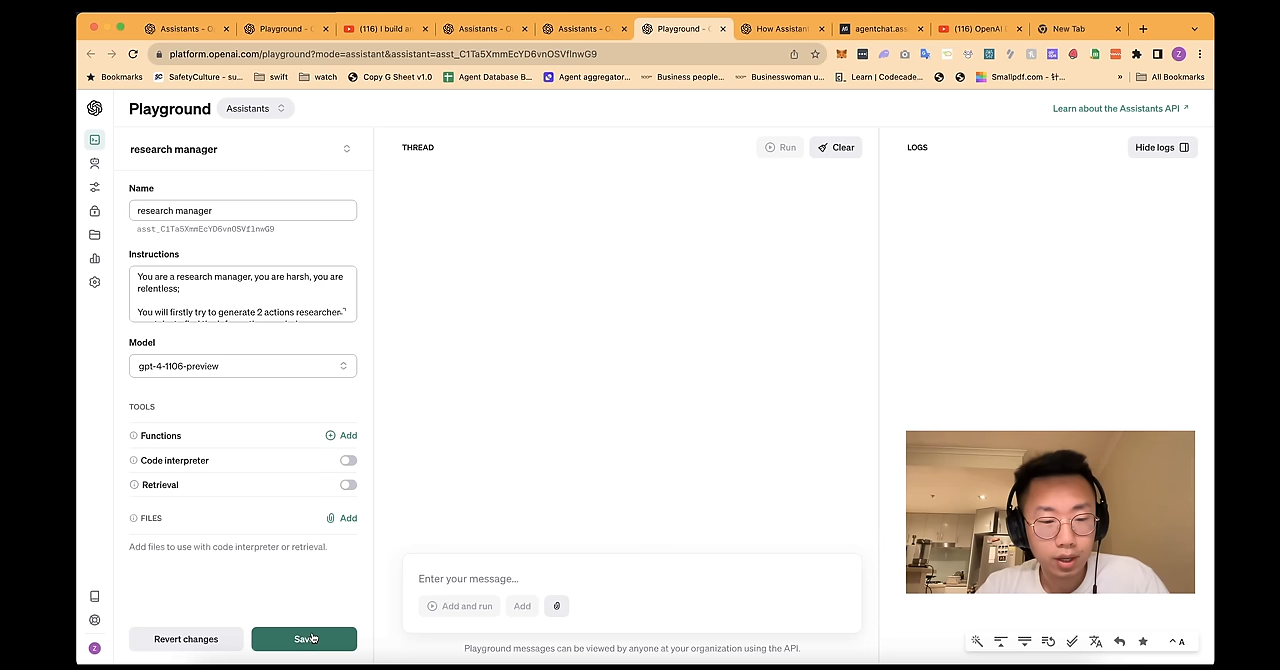 Assistants - O
Playground - O
(116) I build a
Assistants - O
Assistants - O
Playground - O
How Assistant
agentchat.ass
(116) OpenAI
New Tab
platform.openai.com/playground?mode=assistant&assistant=asst_C1Ta5XmmEcYD6vnOSVflnwG9
Bookmarks
SafetyCulture - su...
swift
watch
Copy G Sheet v1.0
Agent Database B...
Agent aggregator...
Business people...
Businesswoman u...
Learn | Codecade...
Smallpdf.com - 针...
»
All Bookmarks
Playground
Assistants
Learn about the Assistants API
research manager
THREAD
Run
Clear
LOGS
Hide logs
Name
research manager
asst_C1Ta5XmmEcYD6vnOSVflnwG9
Instructions
You are a research manager, you are harsh, you are
relentless;
You will firstly try to generate 2 actions researcher
Model
gpt-4-1106-preview
TOOLS
Functions
Add
Code interpreter
Retrieval
FILES
Add
Add files to use with code interpreter or retrieval.
Enter your message...
Add and run
Add
Revert changes
Save
Z
Playground messages can be viewed by anyone at your organization using the API.
A